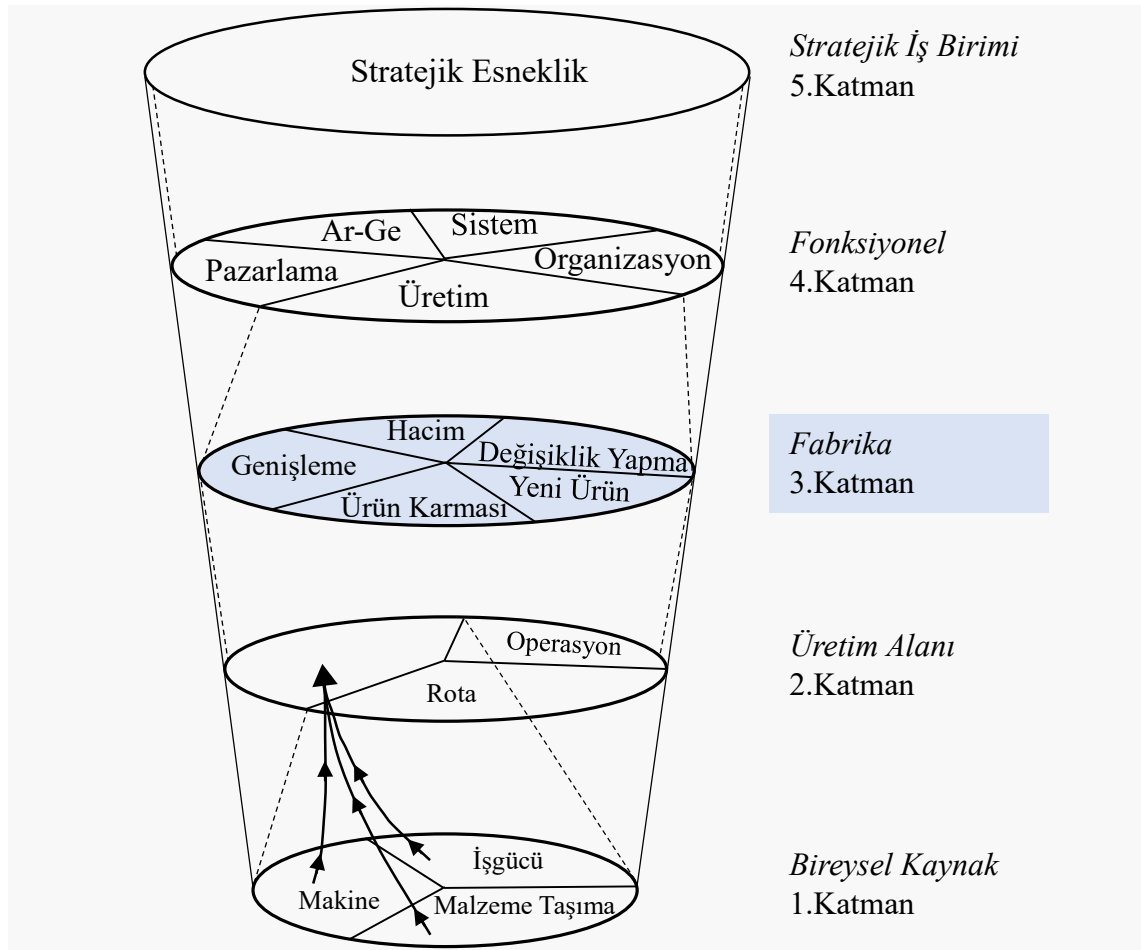 Stratejik Esneklik
Stratejik İş Birimi
5.Katman
Ar-Ge
Sistem
Pazarlama
Organizasyon
Üretim
Fonksiyonel
4.Katman
Hacim
Genişleme
Değişiklik Yapma
Yeni Ürün
Ürün Karması
Fabrika
3.Katman
Operasyon
Rota
Üretim Alanı
2.Katman
İşgücü
Makine
Malzeme Taşıma
Bireysel Kaynak
1.Katman